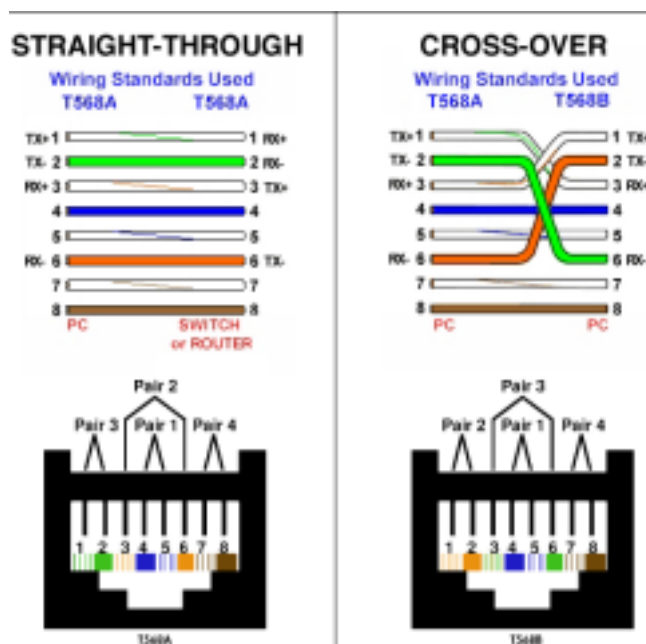 STRAIGHT-THROUGH
Wiring Standards Used
T568A T568A
TX+ 1 1 RX+
TX- 2 2 RX-
RX+ 3 3 TX+
4 4
5 5
RX- 6 6 TX-
7 7
8 8
PC SWITCH
or ROUTER
Pair 2
Pair 3 Pair 1 Pair 4
1 2 3 4 5 6 7 8
T568A
CROSS-OVER
Wiring Standards Used
T568A T568B
TX+ 1 1 TX+
TX- 2 2 TX-
RX+ 3 3 RX+
4 4
5 5
RX- 6 6 RX-
7 7
8 8
PC PC
Pair 3
Pair 2 Pair 1 Pair 4
1 2 3 4 5 6 7 8
T568B